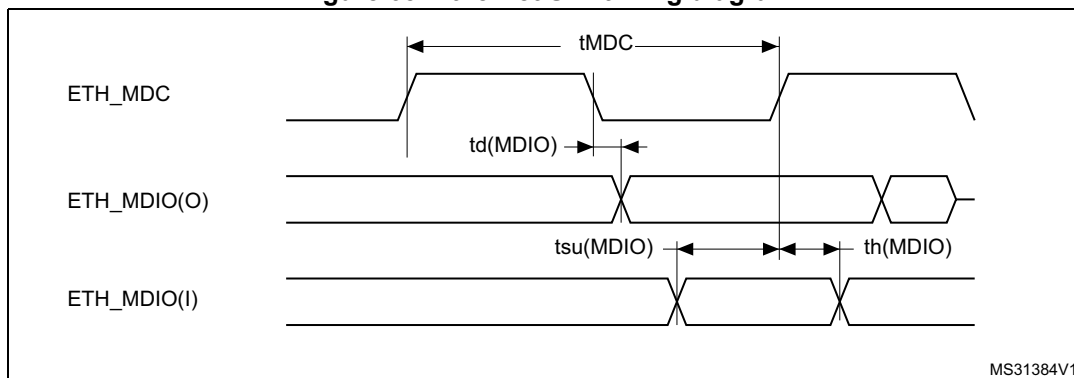 tMDC
ETH_MDC
td(MDIO)
ETH_MDIO(O)
tsu(MDIO)
th(MDIO)
ETH_MDIO(I)
MS31384V1